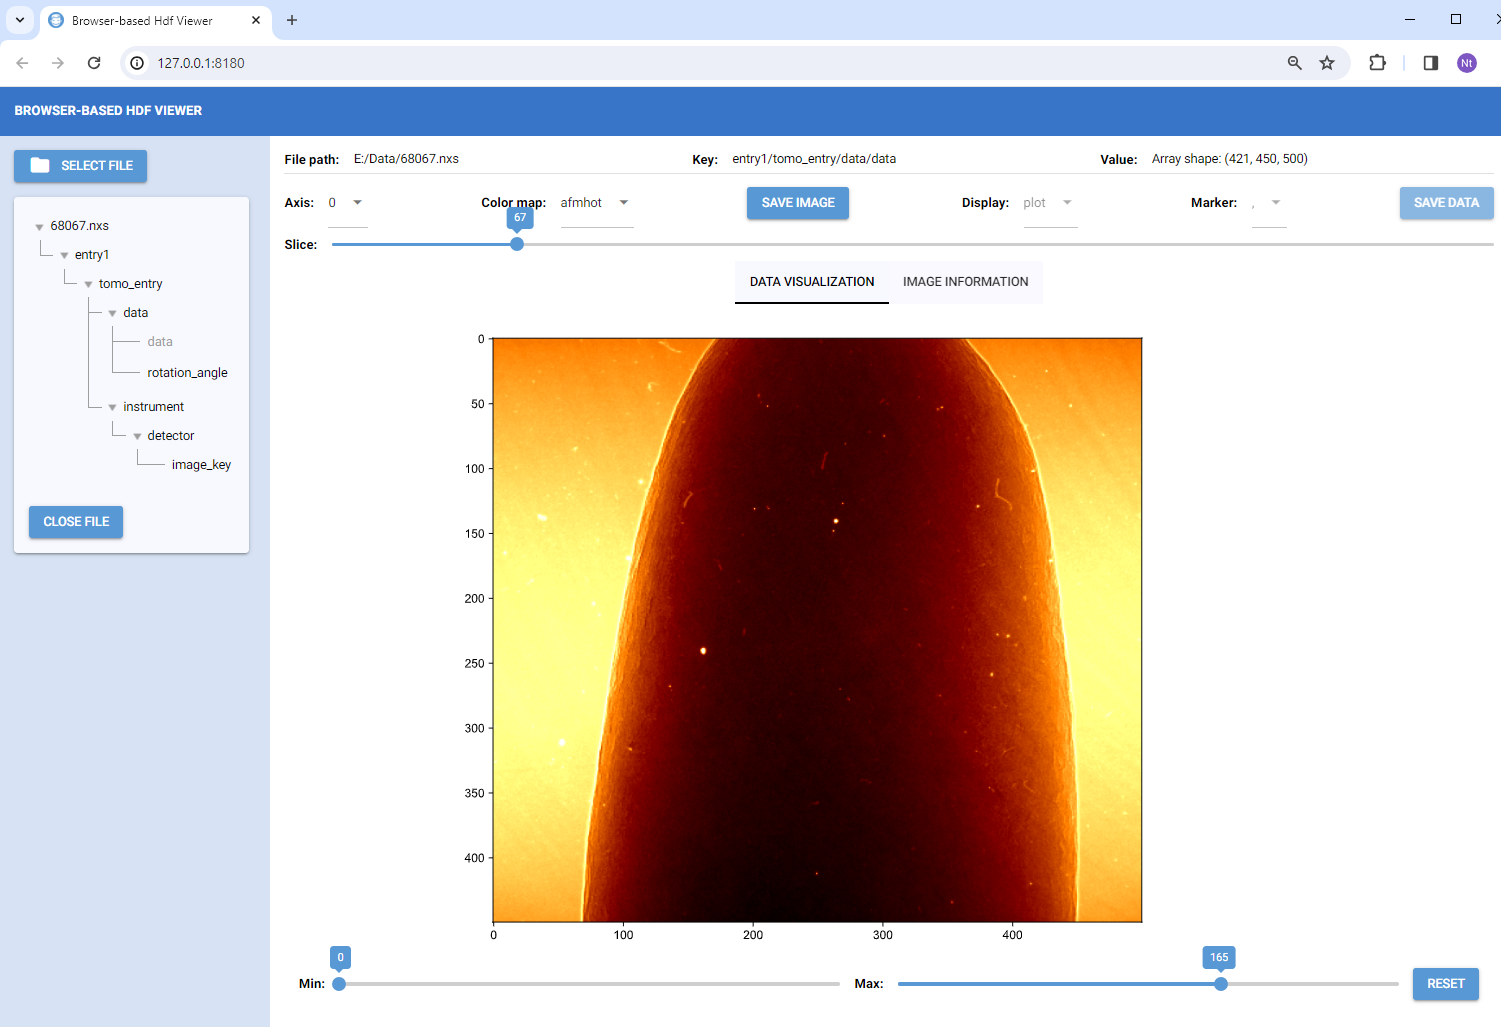 Browser-based Hdf Viewer
127.0.0.1:8180
Nt
BROWSER-BASED HDF VIEWER
SELECT FILE
68067.nxs
entry1
tomo_entry
data
data
rotation_angle
instrument
detector
image_key
CLOSE FILE
File path: E:/Data/68067.nxs Key: entry1/tomo_entry/data/data Value: Array shape: (421, 450, 500)
Axis: 0 Color map: afmhot SAVE IMAGE Display: plot Marker: , SAVE DATA
67
Slice:
DATA VISUALIZATION IMAGE INFORMATION
0
50
100
150
200
250
300
350
400
0 100 200 300 400
0 165
Min: Max: RESET